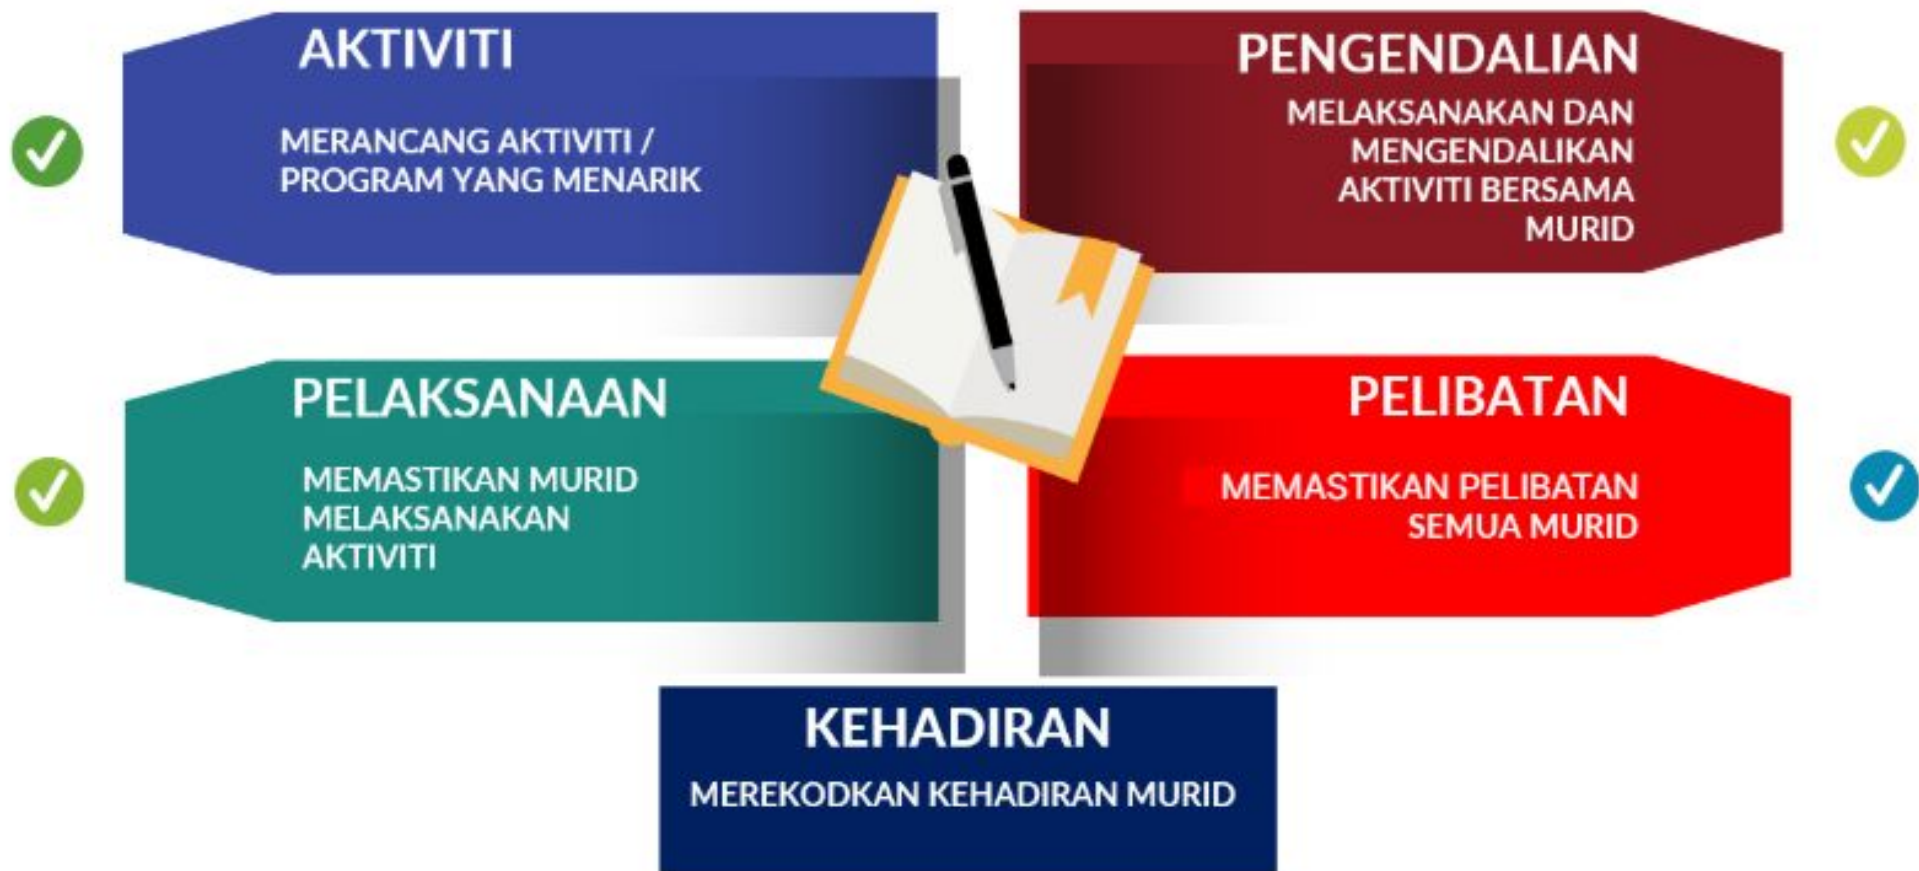 AKTIVITI
MERANCANG AKTIVITI /
PROGRAM YANG MENARIK
PENGENDALIAN
MELAKSANAKAN DAN
MENGENDALIKAN
AKTIVITI BERSAMA
MURID
PELAKSANAAN
MEMASTIKAN MURID
MELAKSANAKAN
AKTIVITI
PELIBATAN
MEMASTIKAN PELIBATAN
SEMUA MURID
KEHADIRAN
MEREKODKAN KEHADIRAN MURID